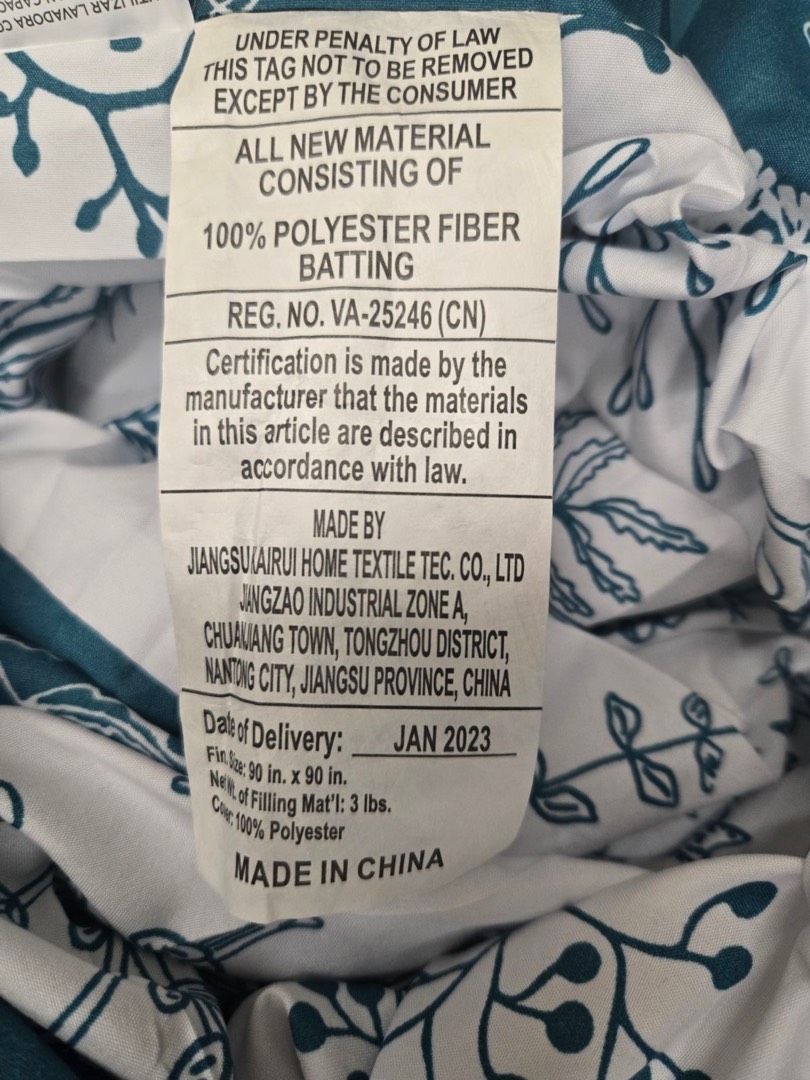 UTILIZAR LAVADORA CO
UNDER PENALTY OF LAW
THIS TAG NOT TO BE REMOVED
EXCEPT BY THE CONSUMER
ALL NEW MATERIAL
CONSISTING OF
100% POLYESTER FIBER
BATTING
REG. NO. VA-25246 (CN)
Certification is made by the
manufacturer that the materials
in this article are described in
accordance with law.
MADE BY
JIANGSU KAIRUI HOME TEXTILE TEC. CO., LTD
JIANGZAO INDUSTRIAL ZONE A,
CHUANJIANG TOWN, TONGZHOU DISTRICT,
NANTONG CITY, JIANGSU PROVINCE, CHINA
Date of Delivery: JAN 2023
Fin. Size: 90 in. x 90 in.
Net Wt. of Filling Mat'l: 3 lbs.
Cover: 100% Polyester
MADE IN CHINA